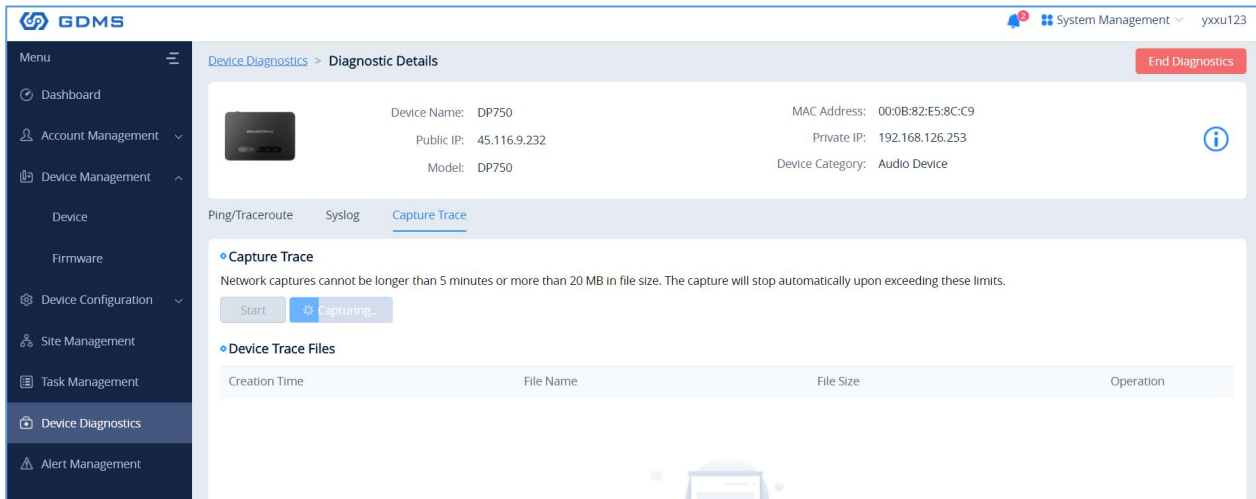 GDMS
2
System Management
yxxu123
Menu
Device Diagnostics > Diagnostic Details
End Diagnostics
Dashboard
Account Management
Device Management
Device
Firmware
Device Configuration
Site Management
Task Management
Device Diagnostics
Alert Management
Device Name: DP750
MAC Address: 00:0B:82:E5:8C:C9
Public IP: 45.116.9.232
Private IP: 192.168.126.253
Model: DP750
Device Category: Audio Device
Ping/Traceroute Syslog Capture Trace
Capture Trace
Network captures cannot be longer than 5 minutes or more than 20 MB in file size. The capture will stop automatically upon exceeding these limits.
Start Capturing...
Device Trace Files
Creation Time File Name File Size Operation